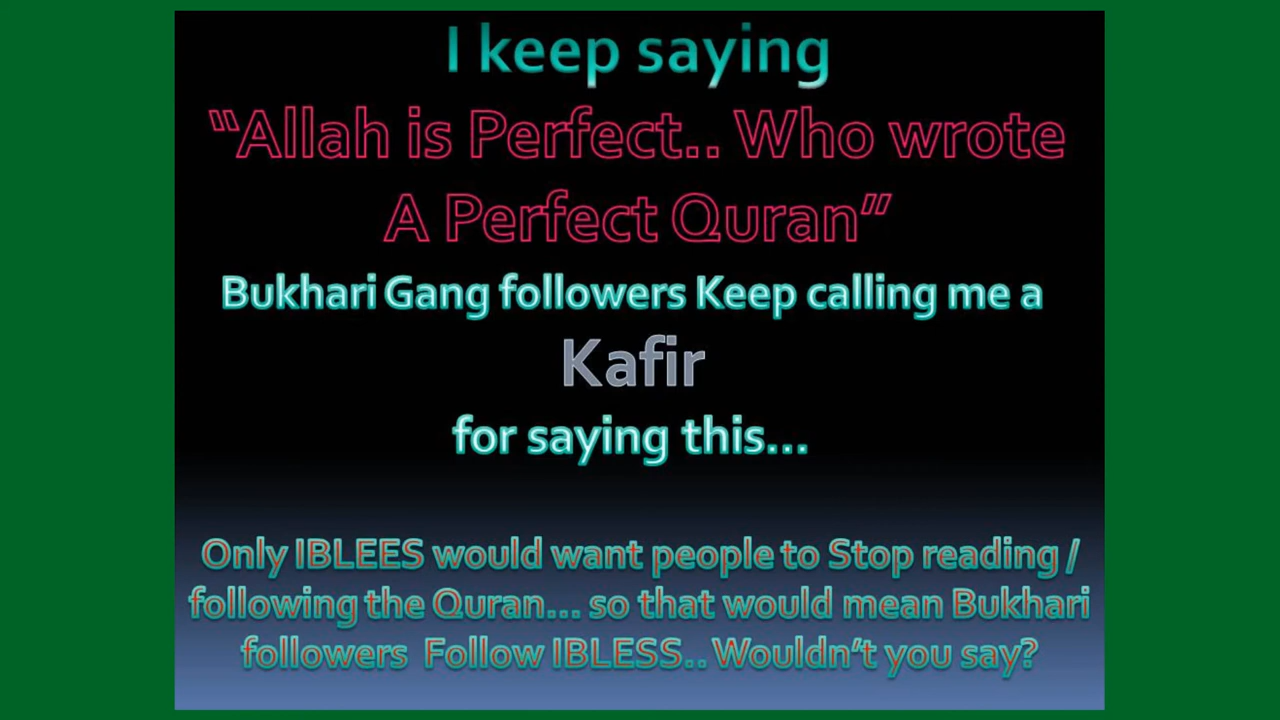 I keep saying
“Allah is Perfect.. Who wrote
A Perfect Quran”
Bukhari Gang followers Keep calling me a
Kafir
for saying this...
Only IBLEES would want people to Stop reading /
following the Quran... so that would mean Bukhari
followers Follow IBLESS.. Wouldn’t you say?